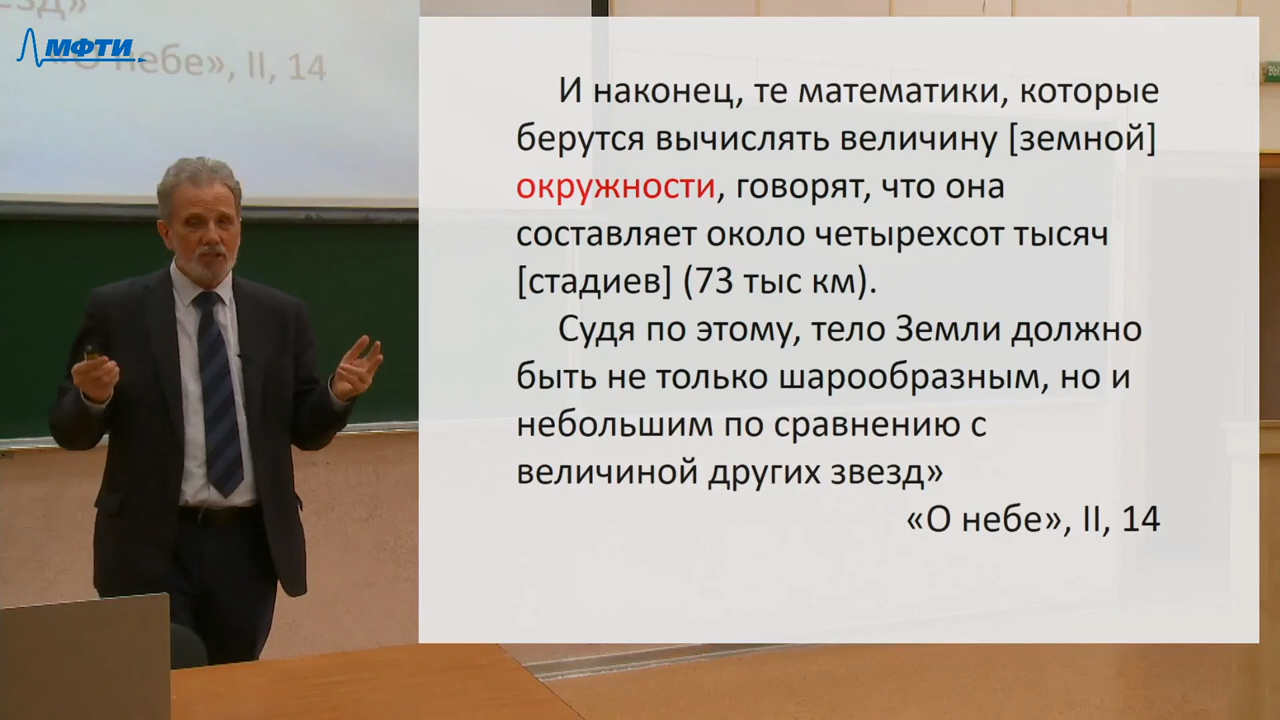 МФТИ
«О небе», II, 14
И наконец, те математики, которые
берутся вычислять величину [земной]
окружности, говорят, что она
составляет около четырехсот тысяч
[стадиев] (73 тыс км).
Судя по этому, тело Земли должно
быть не только шарообразным, но и
небольшим по сравнению с
величиной других звезд»
«О небе», II, 14